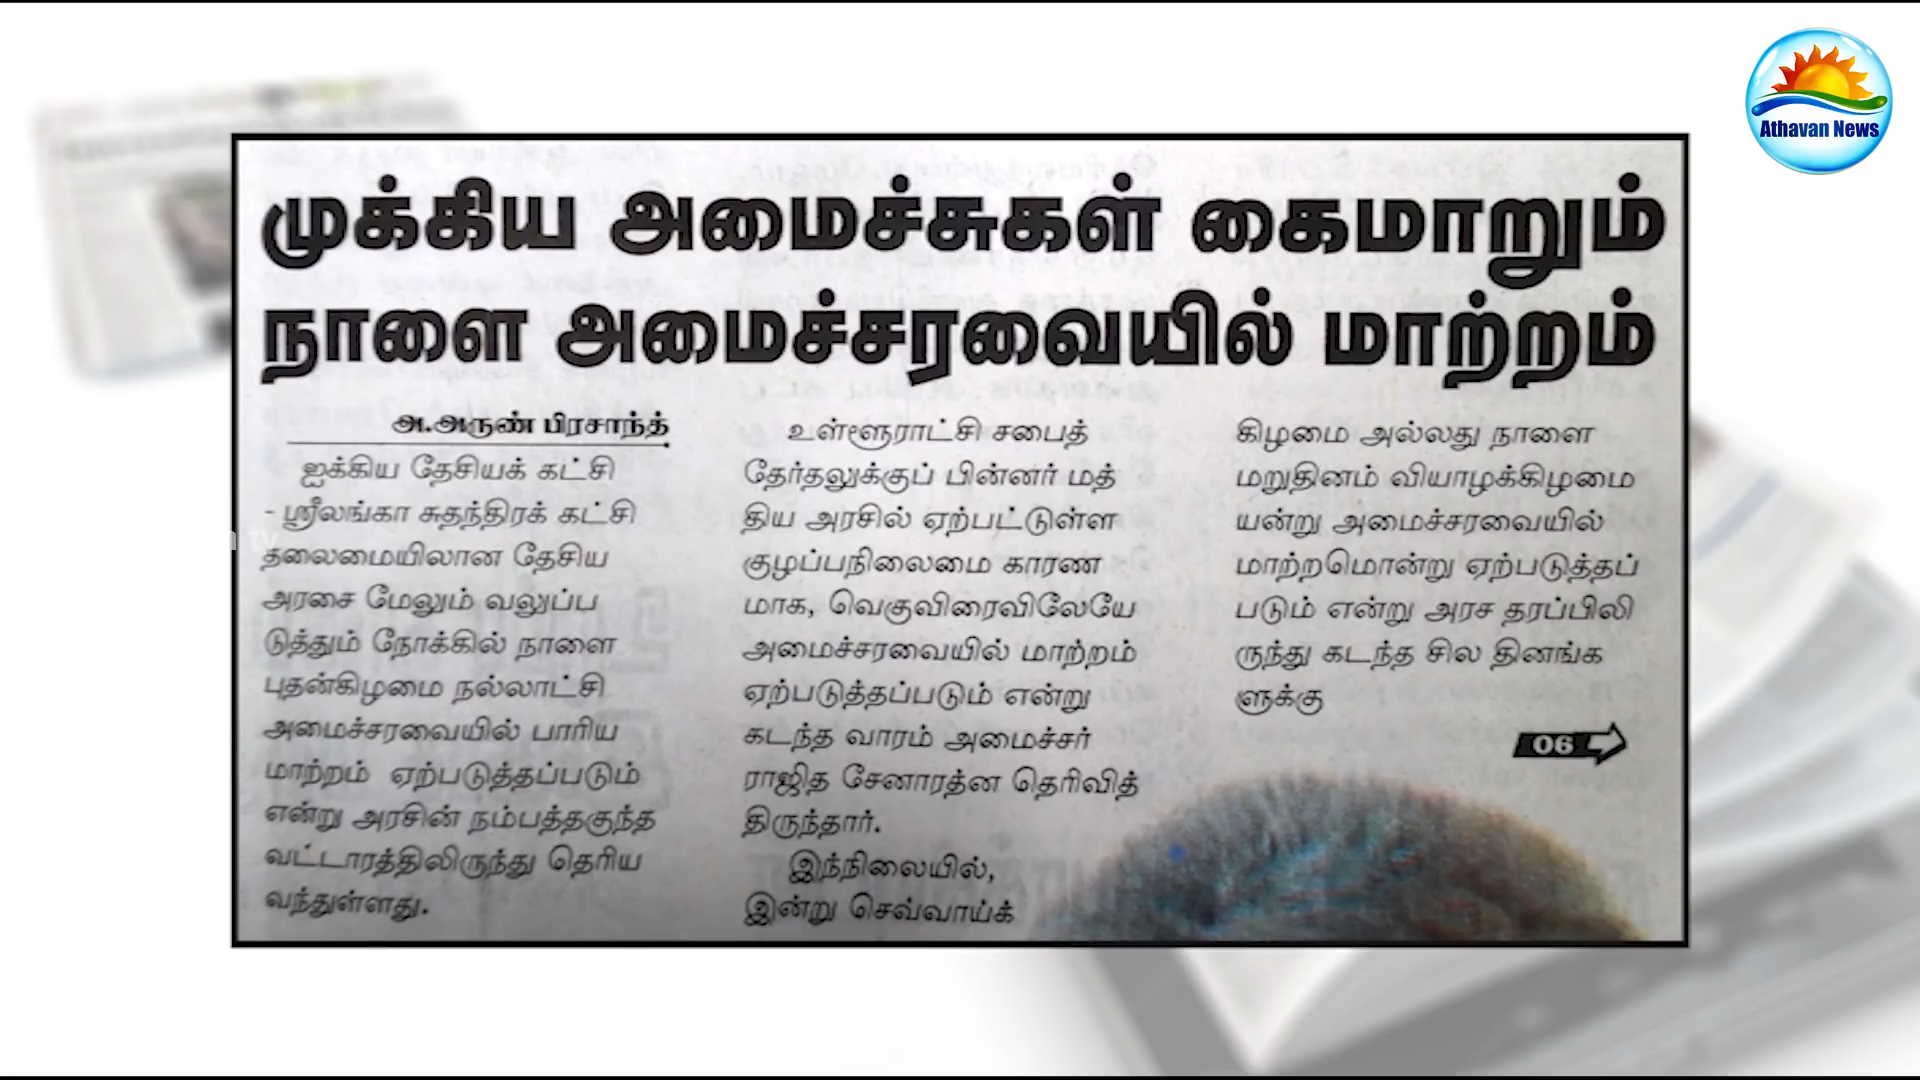 Athavan News
முக்கிய அமைச்சுகள் கைமாறும்
நாளை அமைச்சரவையில் மாற்றம்
அ.அருண் பிரசாந்த்
ஐக்கிய தேசியக் கட்சி
- ஸ்ரீலங்கா சுதந்திரக் கட்சி
தலைமையிலான தேசிய
அரசை மேலும் வலுப்ப
டுத்தும் நோக்கில் நாளை
புதன்கிழமை நல்லாட்சி
அமைச்சரவையில் பாரிய
மாற்றம் ஏற்படுத்தப்படும்
என்று அரசின் நம்பத்தகுந்த
வட்டாரத்திலிருந்து தெரிய
வந்துள்ளது.
உள்ளூராட்சி சபைத்
தேர்தலுக்குப் பின்னர் மத்
திய அரசில் ஏற்பட்டுள்ள
குழப்பநிலைமை காரண
மாக, வெகுவிரைவிலேயே
அமைச்சரவையில் மாற்றம்
ஏற்படுத்தப்படும் என்று
கடந்த வாரம் அமைச்சர்
ராஜித சேனாரத்ன தெரிவித்
திருந்தார்.
இந்நிலையில்,
இன்று செவ்வாய்க்
கிழமை அல்லது நாளை
மறுதினம் வியாழக்கிழமை
யன்று அமைச்சரவையில்
மாற்றமொன்று ஏற்படுத்தப்
படும் என்று அரச தரப்பிலி
ருந்து கடந்த சில தினங்க
ளுக்கு
06